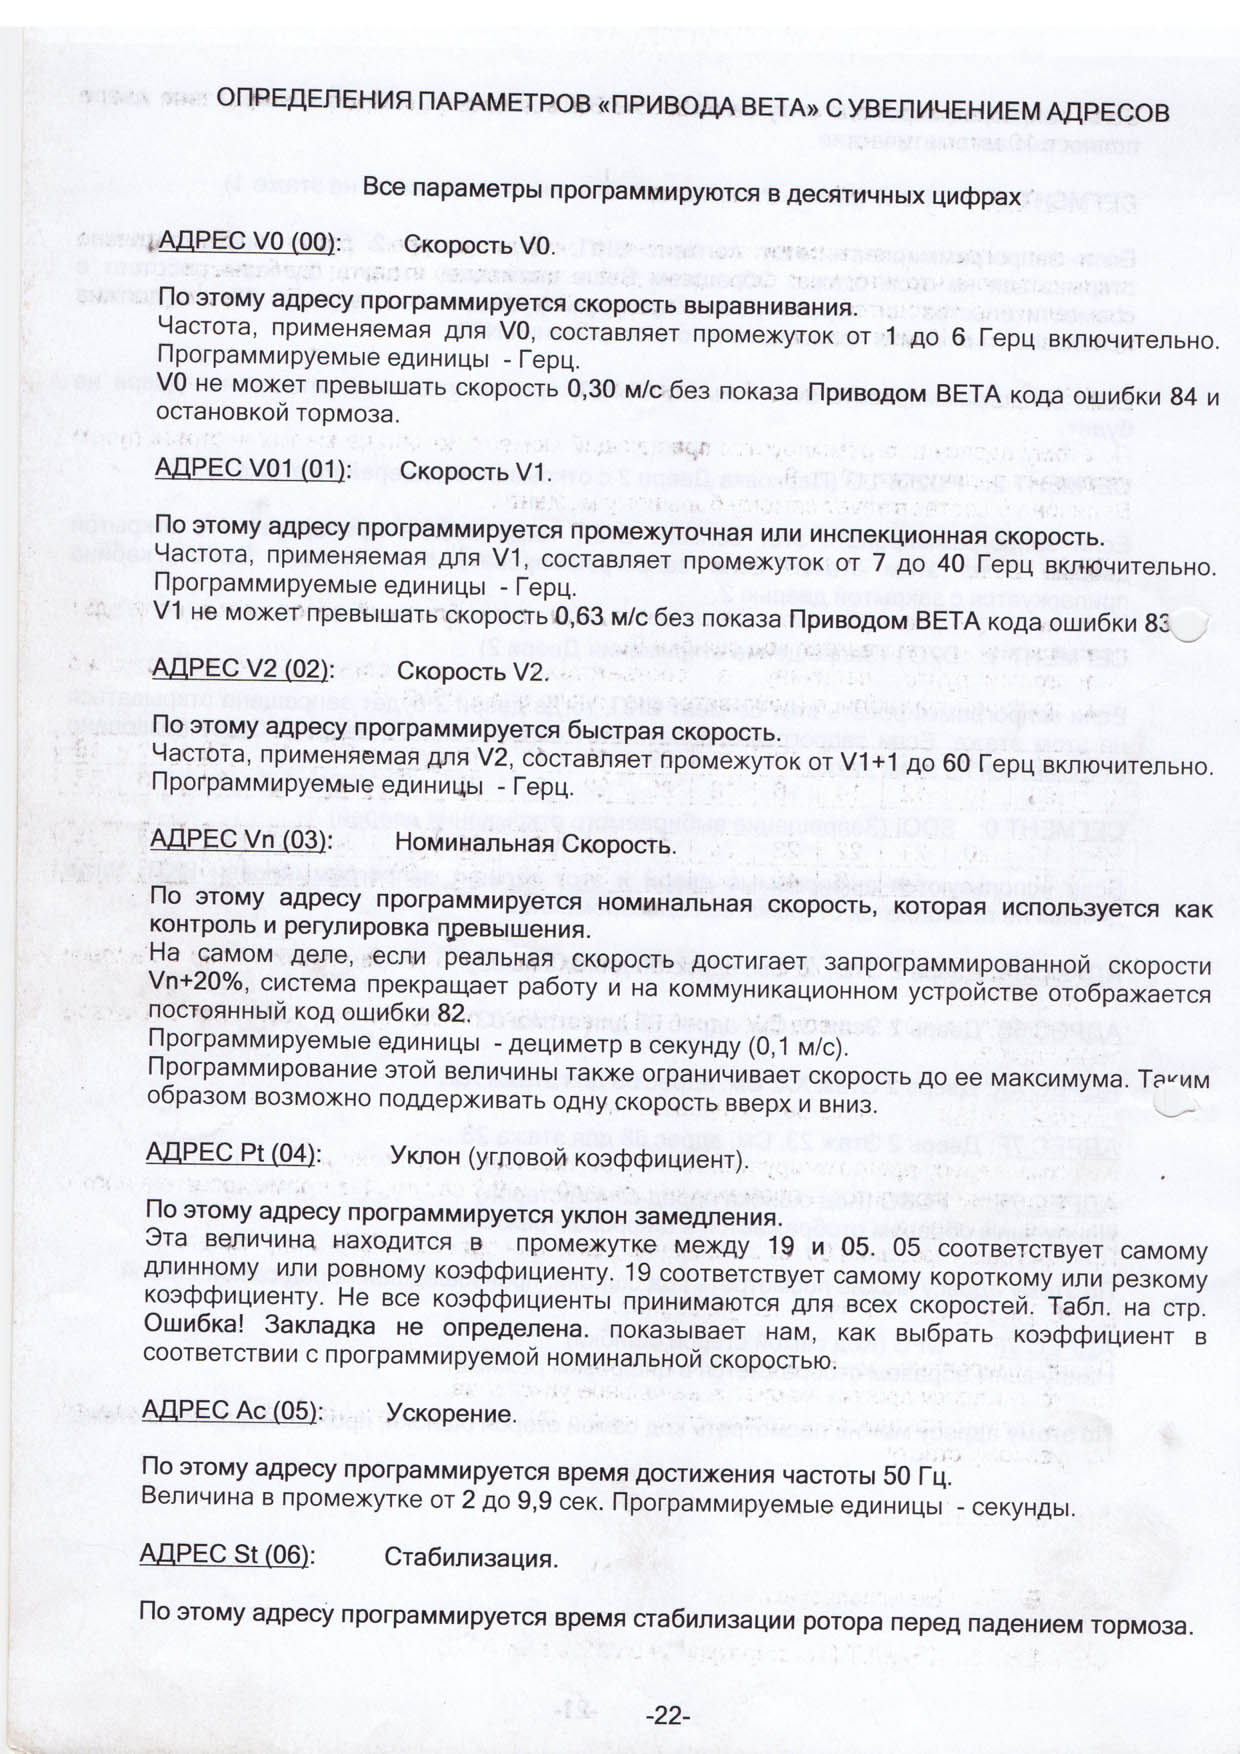 ОПРЕДЕЛЕНИЯ ПАРАМЕТРОВ «ПРИВОДА ВЕТА» С УВЕЛИЧЕНИЕМ АДРЕСОВ
Все параметры программируются в десятичных цифрах
АДРЕС V0 (00): Скорость V0.
По этому адресу программируется скорость выравнивания.
Частота, применяемая для V0, составляет промежуток от 1 до 6 Герц включительно.
Программируемые единицы - Герц.
V0 не может превышать скорость 0,30 м/с без показа Приводом ВЕТА кода ошибки 84 и
остановкой тормоза.
АДРЕС V01 (01): Скорость V1.
По этому адресу программируется промежуточная или инспекционная скорость.
Частота, применяемая для V1, составляет промежуток от 7 до 40 Герц включительно.
Программируемые единицы - Герц.
V1 не может превышать скорость 0,63 м/с без показа Приводом ВЕТА кода ошибки 83
АДРЕС V2 (02): Скорость V2.
По этому адресу программируется быстрая скорость.
Частота, применяемая для V2, составляет промежуток от V1+1 до 60 Герц включительно.
Программируемые единицы - Герц.
АДРЕС Vn (03): Номинальная Скорость.
По этому адресу программируется номинальная скорость, которая используется как
контроль и регулировка превышения.
На самом деле, если реальная скорость достигает запрограммированной скорости
Vn+20%, система прекращает работу и на коммуникационном устройстве отображается
постоянный код ошибки 82.
Программируемые единицы - дециметр в секунду (0,1 м/с).
Программирование этой величины также ограничивает скорость до ее максимума. Таким
образом возможно поддерживать одну скорость вверх и вниз.
АДРЕС Pt (04): Уклон (угловой коэффициент).
По этому адресу программируется уклон замедления.
Эта величина находится в промежутке между 19 и 05. 05 соответствует самому
длинному или ровному коэффициенту. 19 соответствует самому короткому или резкому
коэффициенту. Не все коэффициенты принимаются для всех скоростей. Табл. на стр.
Ошибка! Закладка не определена. показывает нам, как выбрать коэффициент в
соответствии с программируемой номинальной скоростью.
АДРЕС Ac (05): Ускорение.
По этому адресу программируется время достижения частоты 50 Гц.
Величина в промежутке от 2 до 9,9 сек. Программируемые единицы - секунды.
АДРЕС St (06): Стабилизация.
По этому адресу программируется время стабилизации ротора перед падением тормоза.
-22-